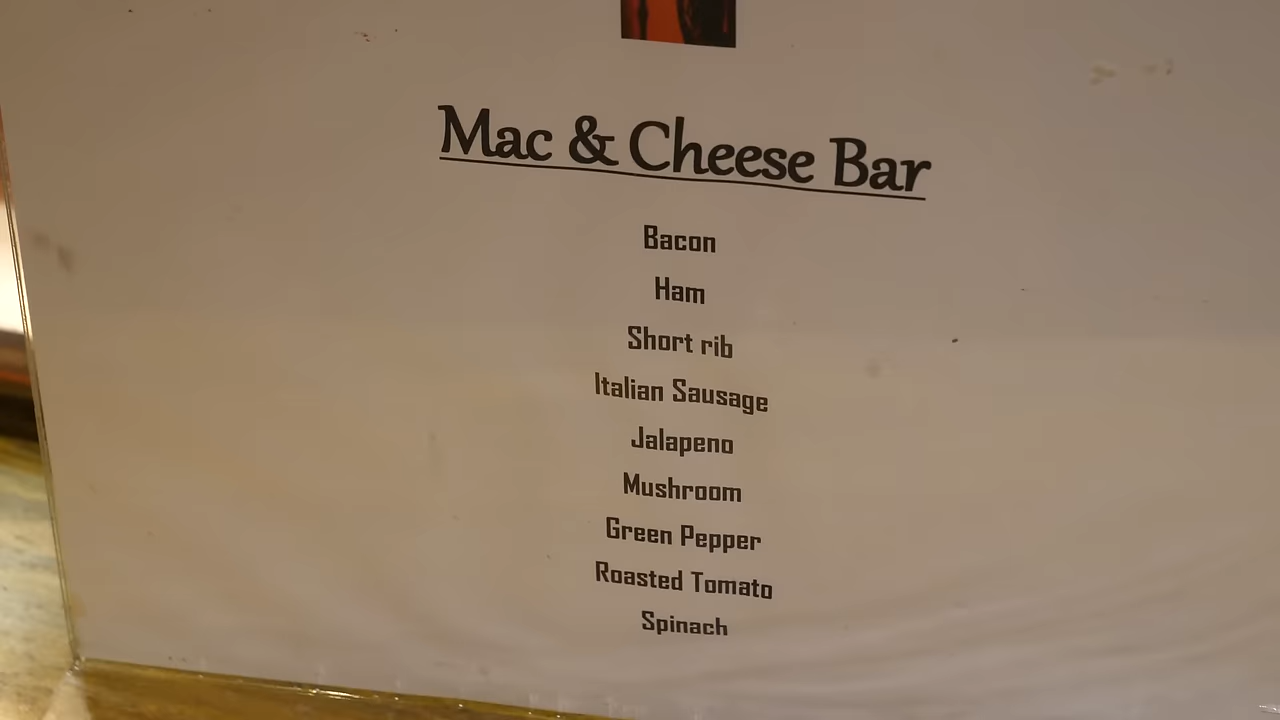 Mac & Cheese Bar
Bacon
Ham
Short rib
Italian Sausage
Jalapeno
Mushroom
Green Pepper
Roasted Tomato
Spinach